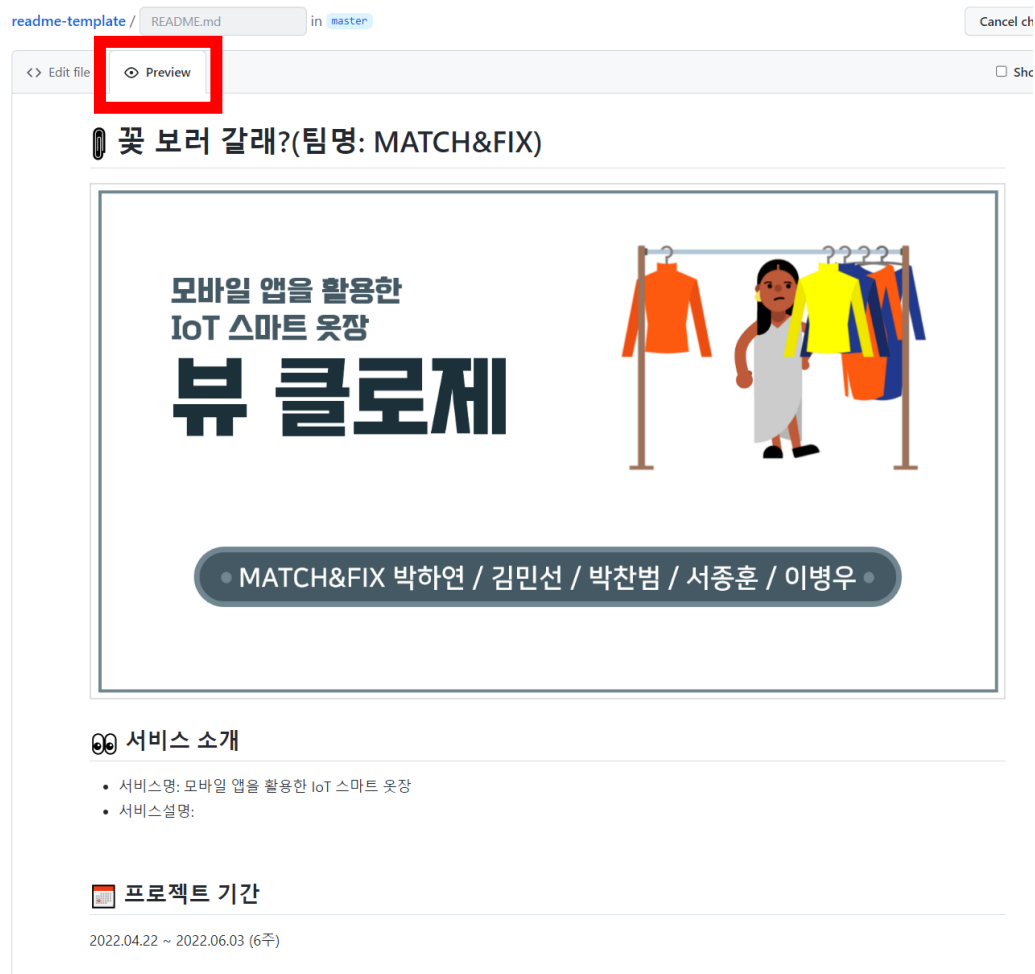 readme-template / README.md in master
Cancel ch
Edit file
Preview
Sho
꽃 보러 갈래?(팀명: MATCH&FIX)
모바일 앱을 활용한
IoT 스마트 옷장
뷰 클로제
MATCH&FIX 박하연 / 김민선 / 박찬범 / 서종훈 / 이병우
서비스 소개
• 서비스명: 모바일 앱을 활용한 IoT 스마트 옷장
• 서비스설명:
프로젝트 기간
2022.04.22 ~ 2022.06.03 (6주)